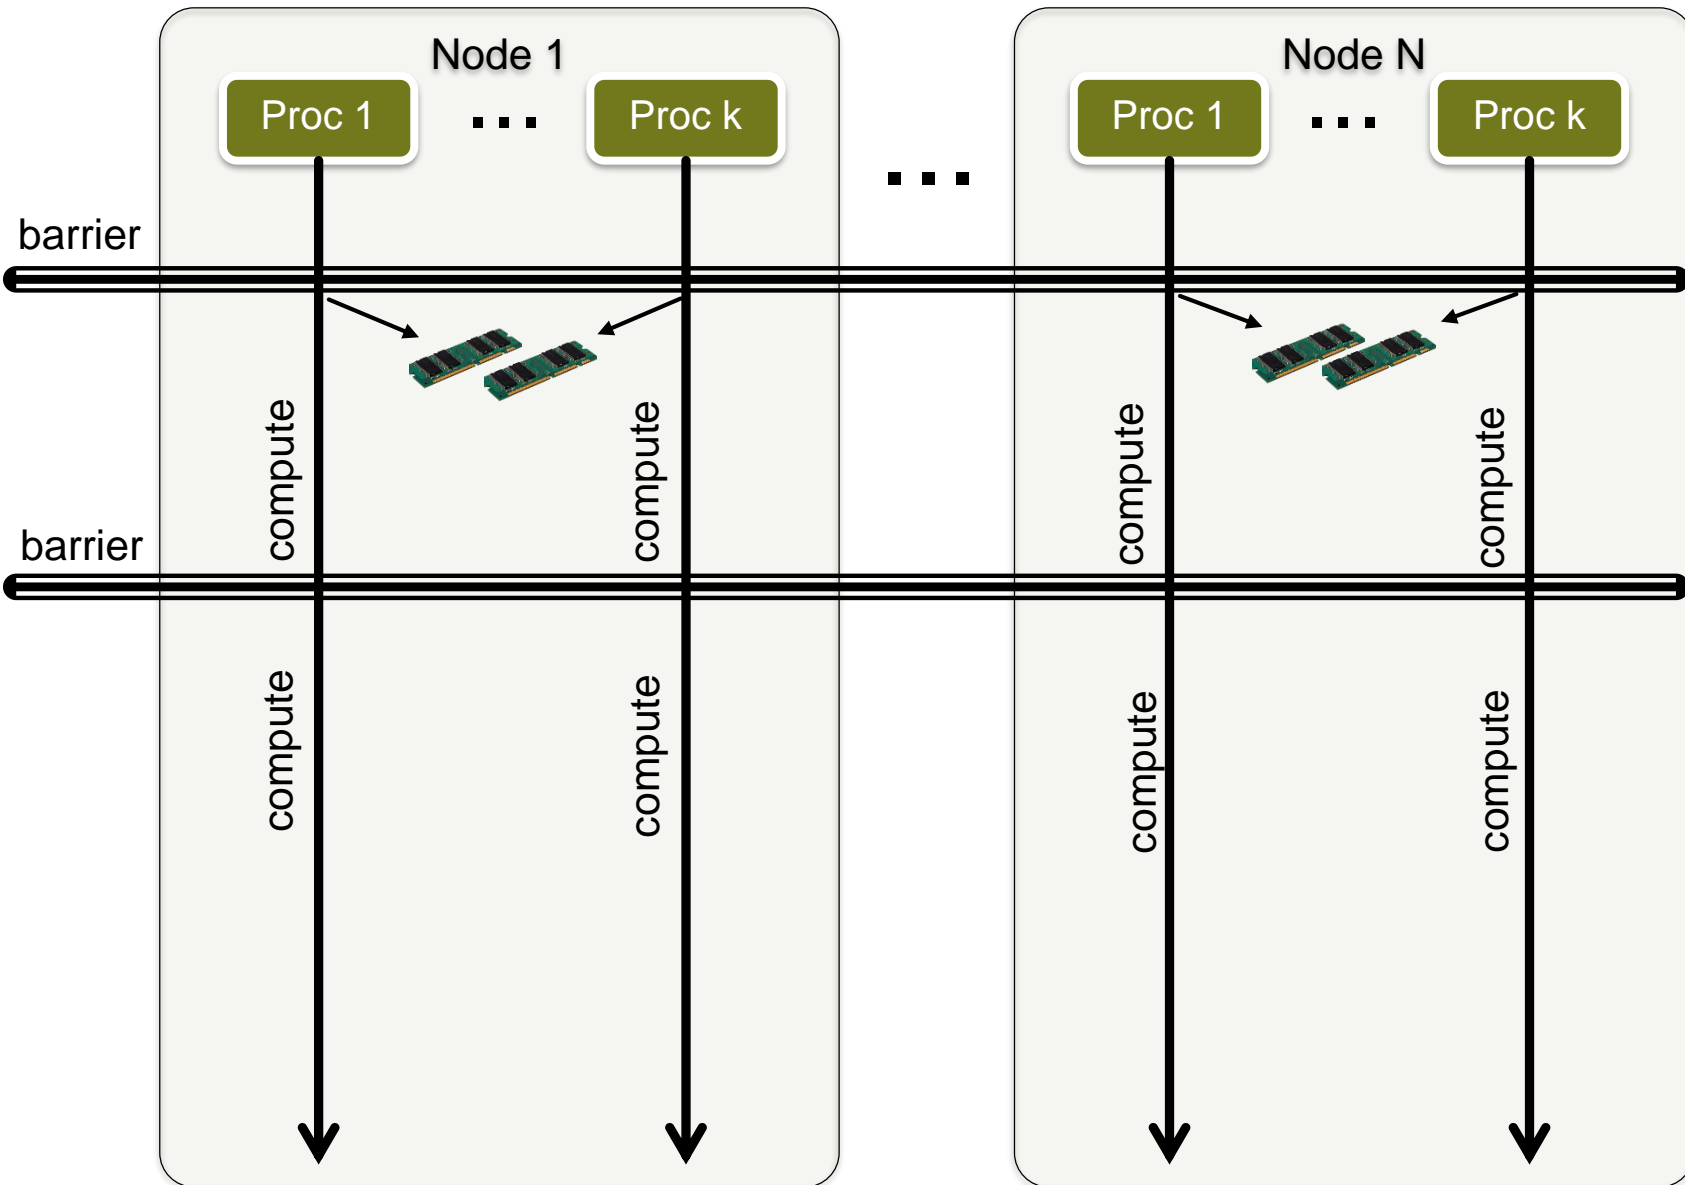 Node 1
Node N
Proc 1
...
Proc k
...
Proc 1
...
Proc k
barrier
compute
compute
compute
compute
barrier
compute
compute
compute
compute